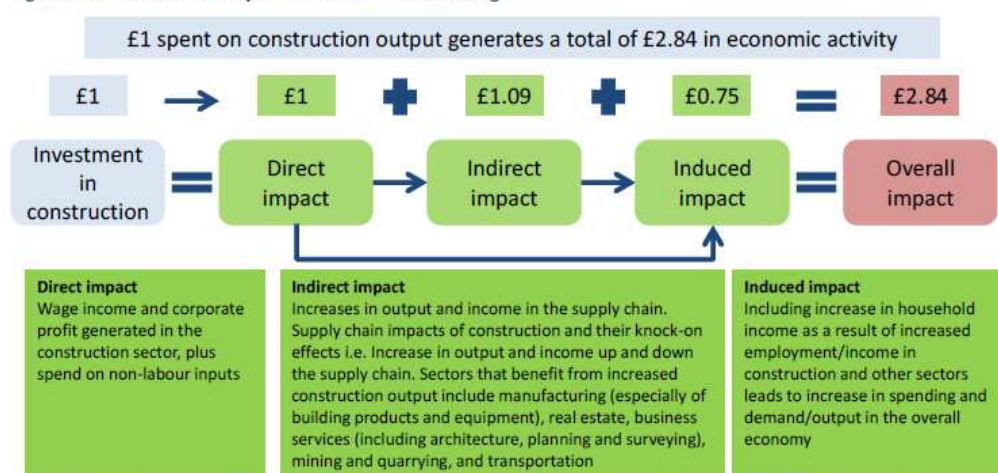 £1 spent on construction output generates a total of £2.84 in economic activity
£1
£1
£1.09
£0.75
£2.84
Investment
in
construction
Direct
impact
Indirect
impact
Induced
impact
Overall
impact
Direct impact
Wage income and corporate
profit generated in the
construction sector, plus
spend on non-labour inputs
Indirect impact
Increases in output and income in the supply chain.
Supply chain impacts of construction and their knock-on
effects i.e. Increase in output and income up and down
the supply chain. Sectors that benefit from increased
construction output include manufacturing (especially of
building products and equipment), real estate, business
services (including architecture, planning and surveying),
mining and quarrying, and transportation
Induced impact
Including increase in household
income as a result of increased
employment/income in
construction and other sectors
leads to increase in spending and
demand/output in the overall
economy